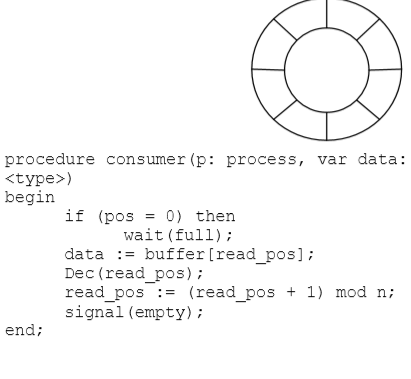 procedure consumer(p: process, var data:
<type>)
begin
if (pos = 0) then
wait(full);
data := buffer[read_pos];
Dec(read_pos);
read_pos := (read_pos + 1) mod n;
signal(empty);
end;